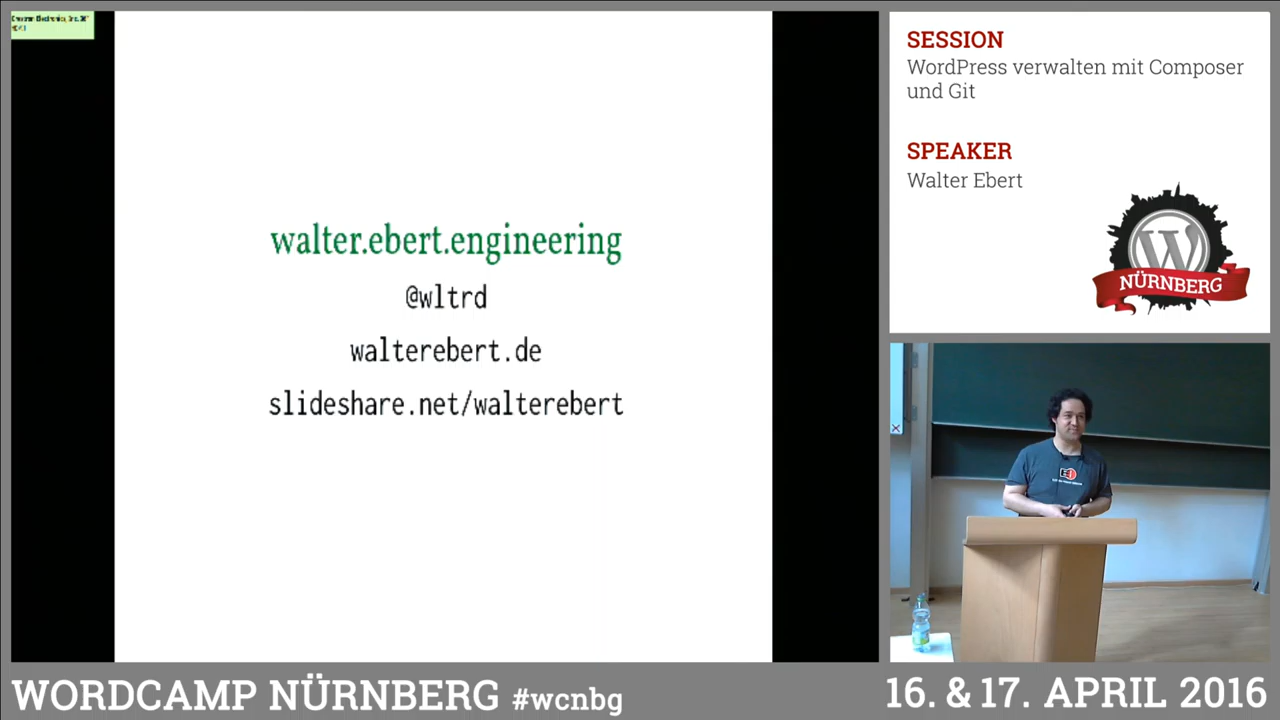 walter.ebert.engineering
@wltrd
walterebert.de
slideshare.net/walterebert
SESSION
WordPress verwalten mit Composer
und Git
SPEAKER
Walter Ebert
W
NÜRNBERG
WORDCAMP NÜRNBERG #wcnbg
16. & 17. APRIL 2016